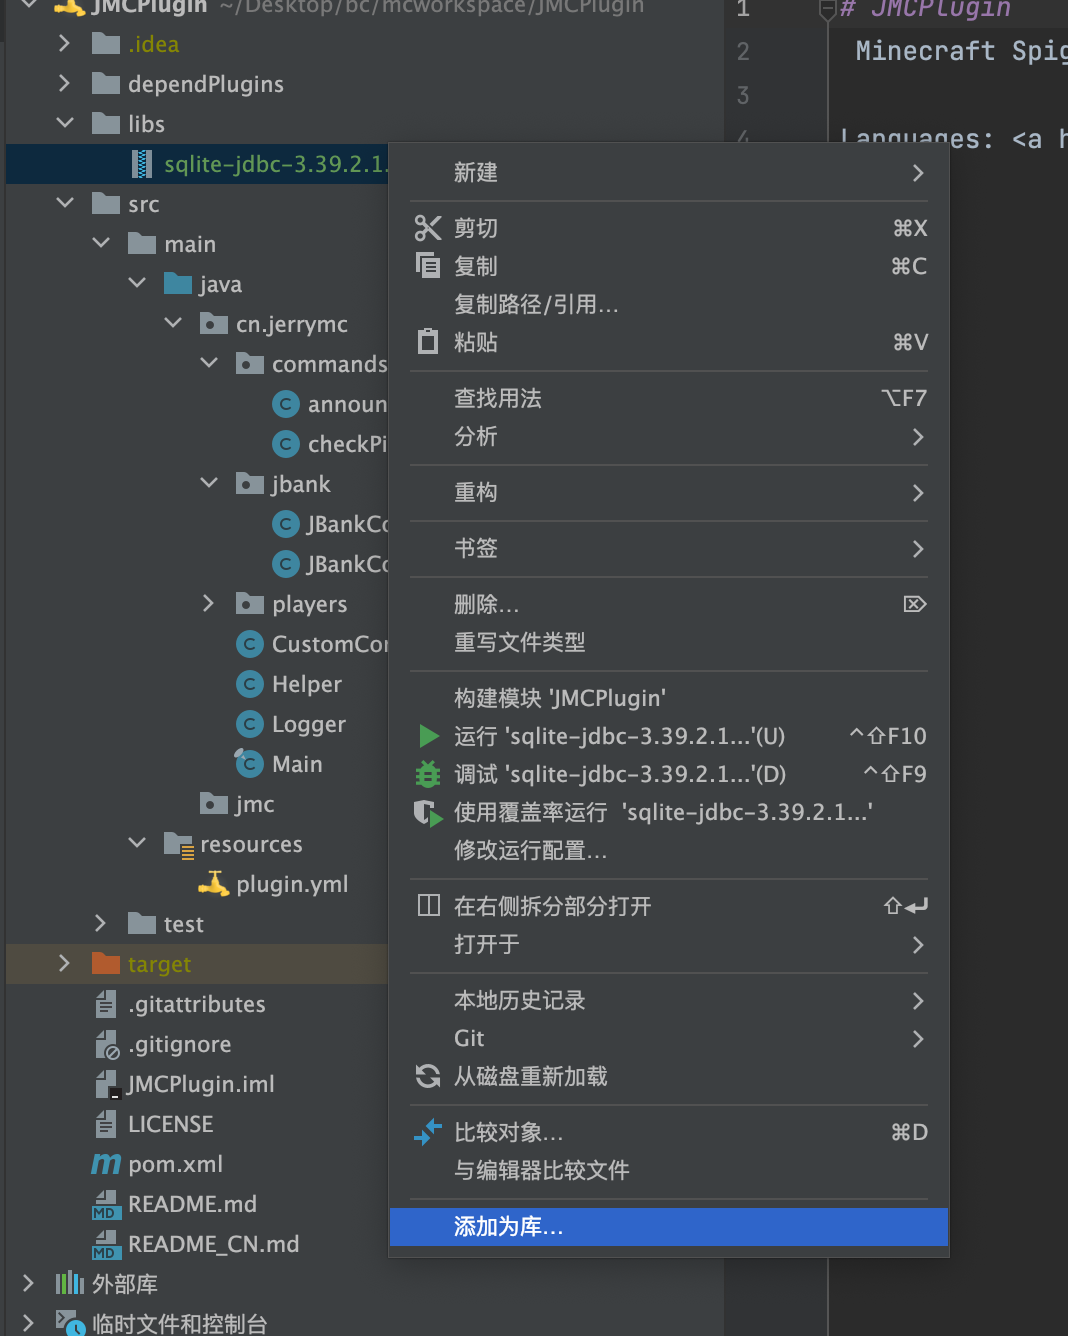 JMCPlugin ~/Desktop/bc/mcworkspace/JMCPlugin
.idea
dependPlugins
libs
sqlite-jdbc-3.39.2.1.
src
main
java
cn.jerrymc
commands
announ
checkPi
jbank
JBankCo
JBankCo
players
CustomCor
Helper
Logger
Main
jmc
resources
plugin.yml
test
target
.gitattributes
.gitignore
JMCPlugin.iml
LICENSE
pom.xml
README.md
README_CN.md
外部库
临时文件和控制台
1 # JMCPlugin
2 Minecraft Spig
3
4 Languages: <a h
新建
剪切 ⌘X
复制 ⌘C
复制路径/引用...
粘贴 ⌘V
查找用法 ⌥F7
分析
重构
书签
删除... ⌦
重写文件类型
构建模块 'JMCPlugin'
运行 'sqlite-jdbc-3.39.2.1...'(U) ^⇧F10
调试 'sqlite-jdbc-3.39.2.1...'(D) ^⇧F9
使用覆盖率运行 'sqlite-jdbc-3.39.2.1...'
修改运行配置...
在右侧拆分部分打开 ⇧↩
打开于
本地历史记录
Git
从磁盘重新加载
比较对象... ⌘D
与编辑器比较文件
添加为库...